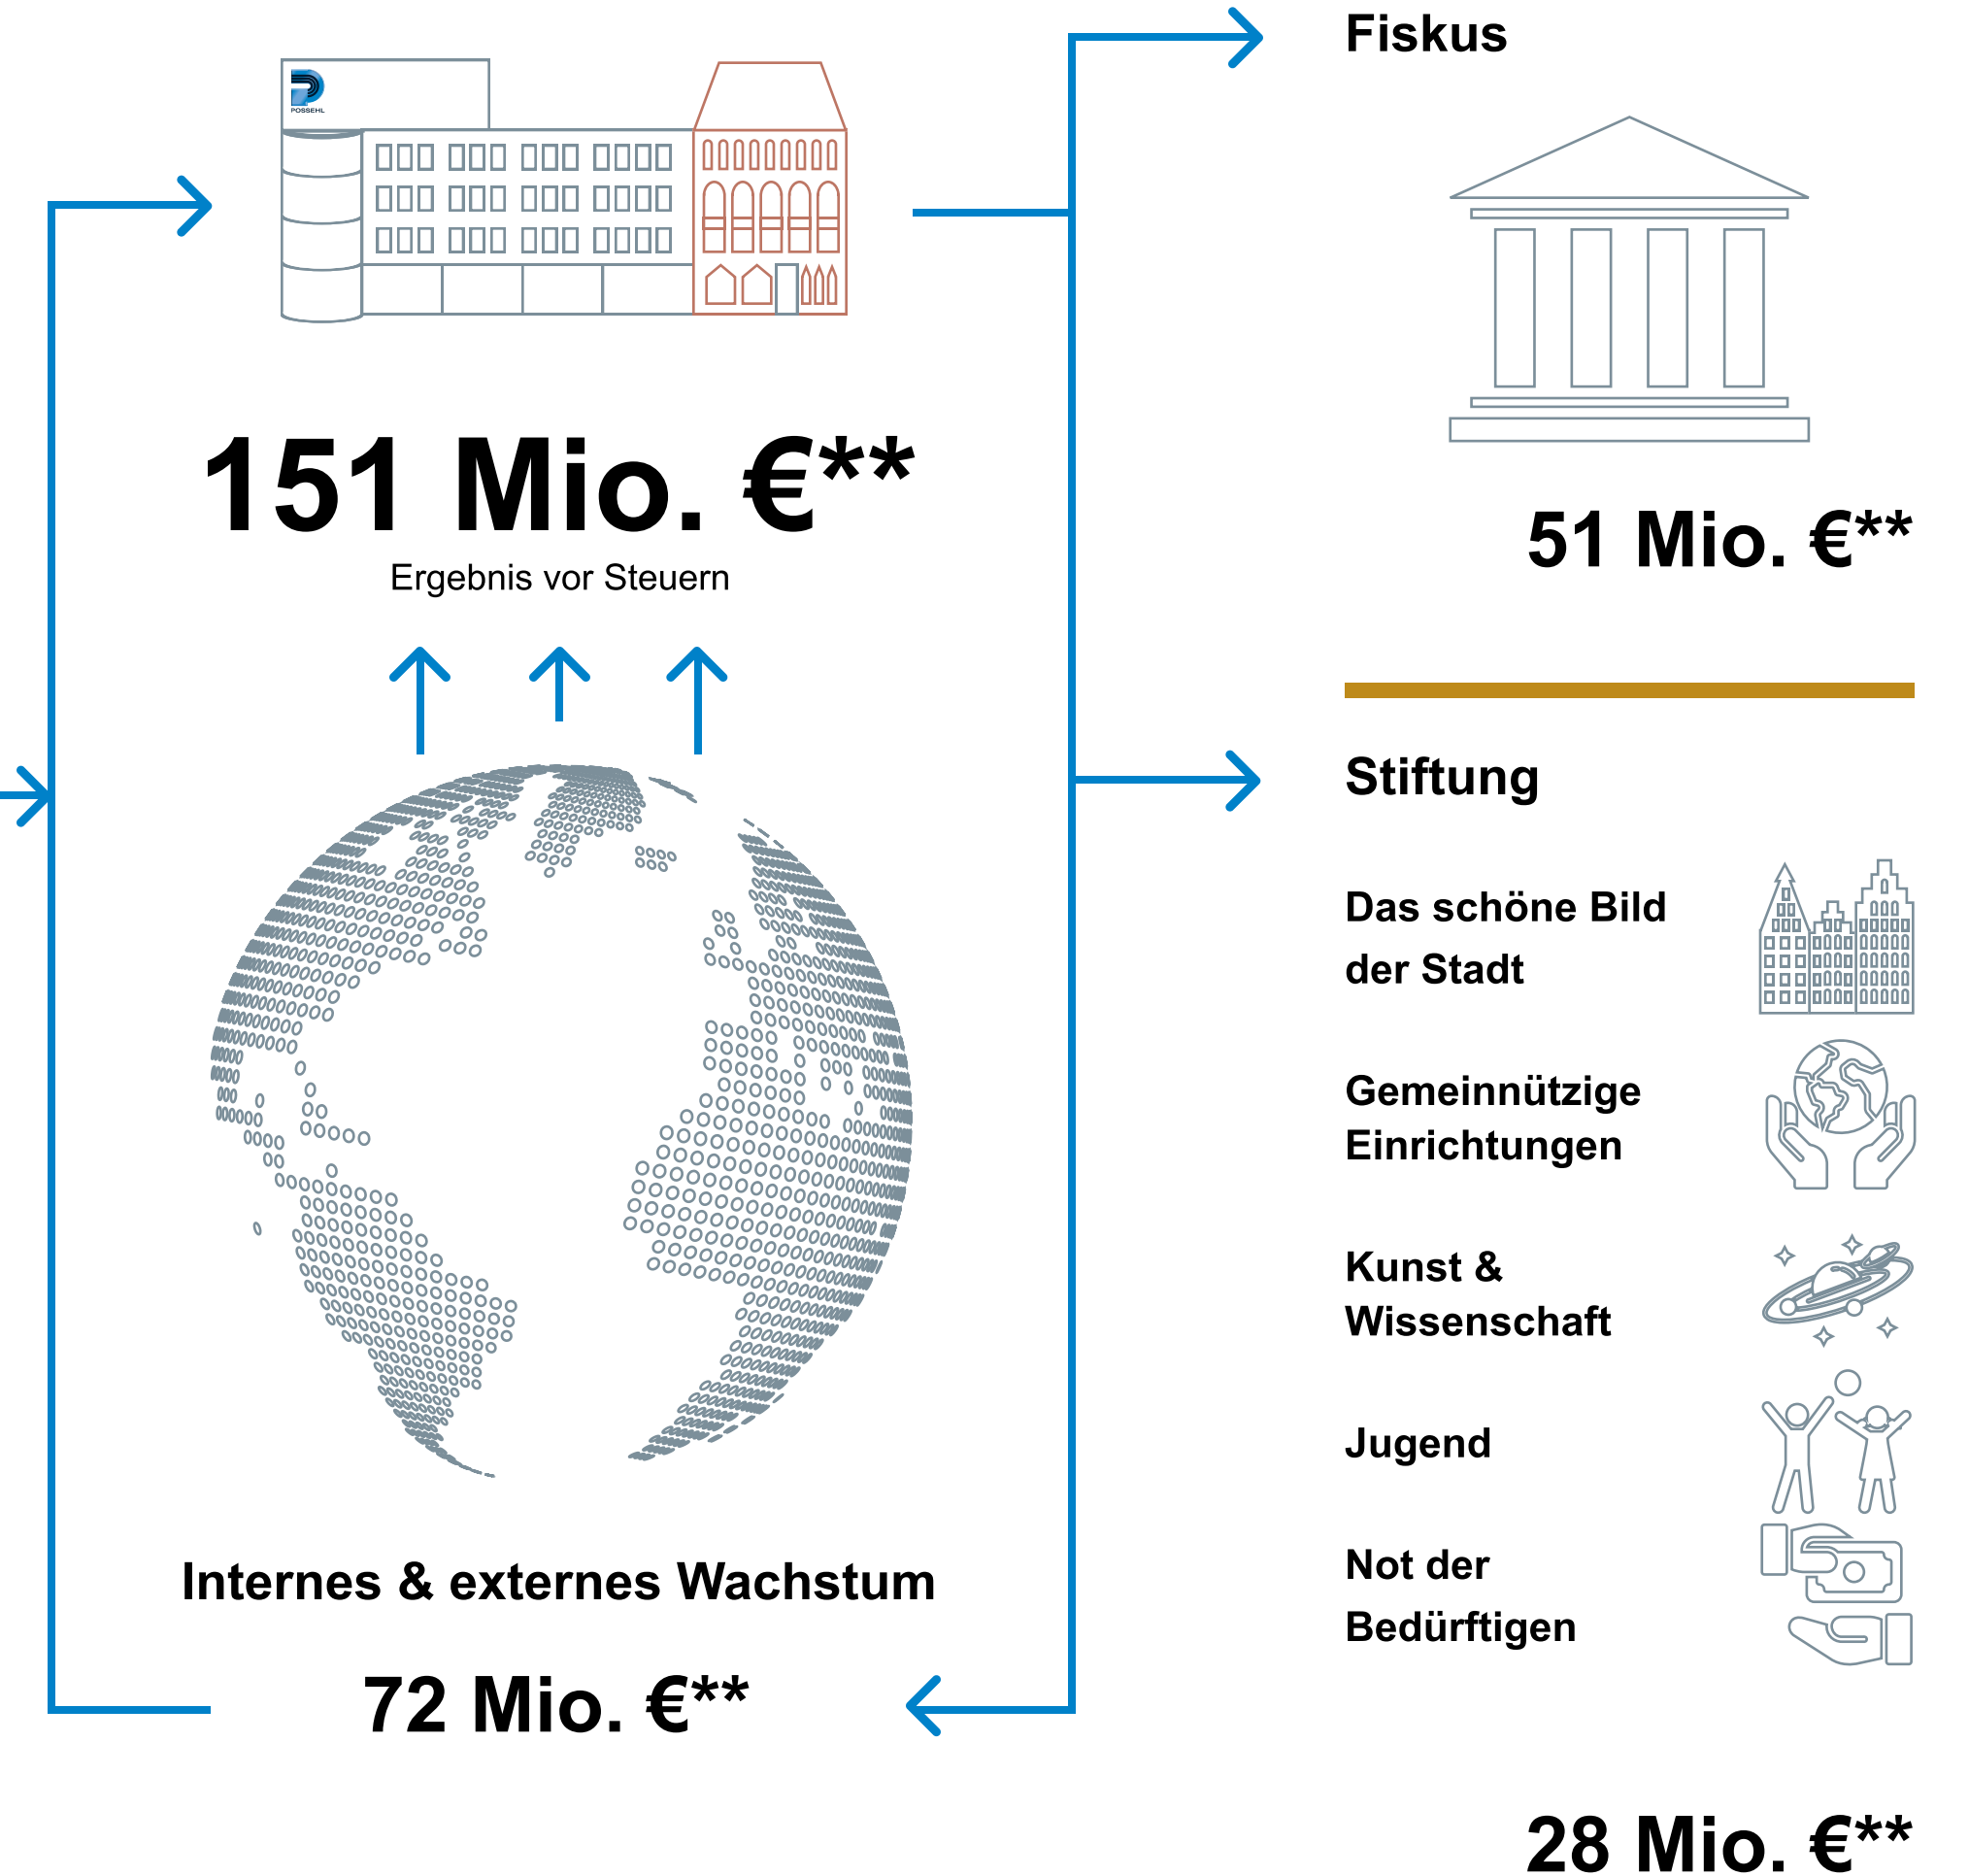 POSSEHL
151 Mio. €**
Ergebnis vor Steuern
Internes & externes Wachstum
72 Mio. €**
Fiskus
51 Mio. €**
Stiftung
Das schöne Bild
der Stadt
Gemeinnützige
Einrichtungen
Kunst &
Wissenschaft
Jugend
Not der
Bedürftigen
28 Mio. €**